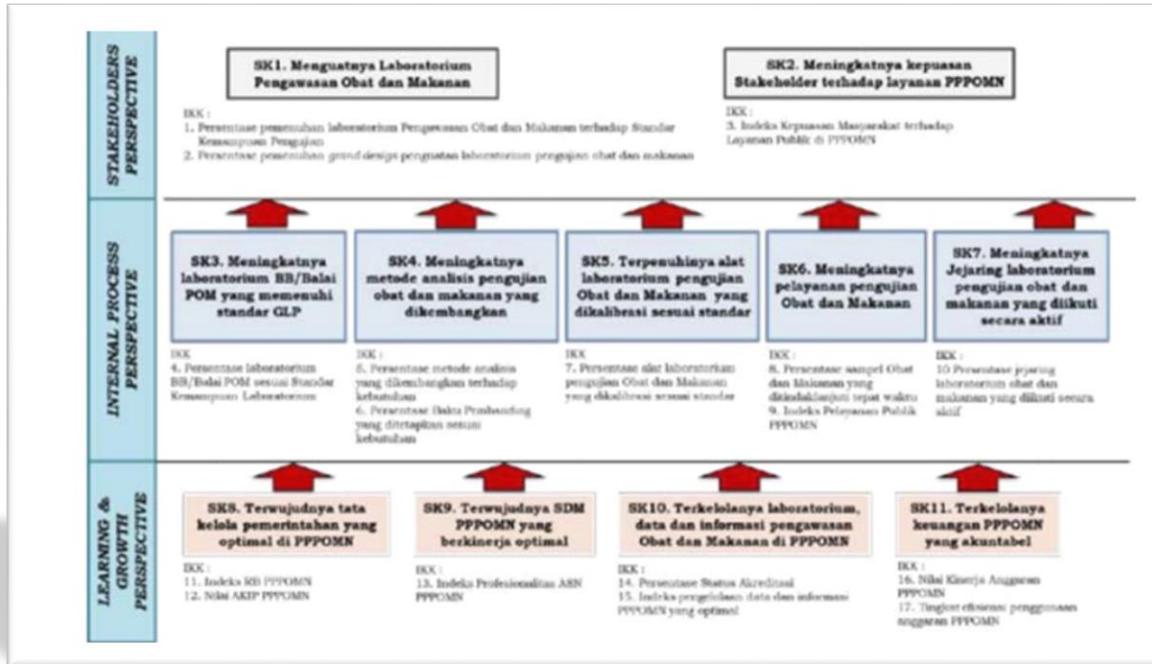 STAKEHOLDERS
PERSPECTIVE
SK1. Menguatnya Laboratorium
Pengawasan Obat dan Makanan
IKK :
1. Persentase pemenuhan laboratorium Pengawasan Obat dan Makanan terhadap Standar
Kemampuan Pengujian
2. Persentase pemenuhan grand design penguatan laboratorium pengujian obat dan makanan
SK2. Meningkatnya kepuasan
Stakeholder terhadap layanan PPPOMN
IKK :
3. Indeks Kepuasan Masyarakat terhadap
Layanan Publik di PPPOMN
INTERNAL PROCESS
PERSPECTIVE
SK3. Meningkatnya
laboratorium BB/Balai
POM yang memenuhi
standar GLP
IKK
4. Persentase laboratorium
BB/Balai POM sesuai Standar
Kemampuan Laboratorium
SK4. Meningkatnya
metode analisis pengujian
obat dan makanan yang
dikembangkan
IKK :
5. Persentase metode analisis
yang dikembangkan terhadap
kebutuhan
6. Persentase Baku Pembanding
yang ditetapkan sesuai
kebutuhan
SK5. Terpenuhinya alat
laboratorium pengujian
Obat dan Makanan yang
dikalibrasi sesuai standar
IKK
7. Persentase alat laboratorium
pengujian Obat dan Makanan
yang dikalibrasi sesuai standar
SK6. Meningkatnya
pelayanan pengujian
Obat dan Makanan
IKK :
8. Persentase sampel Obat
dan Makanan yang
ditindaklanjuti tepat waktu
9. Indeks Pelayanan Publik
PPPOMN
SK7. Meningkatnya
Jejaring laboratorium
pengujian obat dan
makanan yang diikuti
secara aktif
IKK :
10 Persentase jejaring
laboratorium obat dan
makanan yang diikuti secara
aktif
LEARNING &
GROWTH
PERSPECTIVE
SK8. Terwujudnya tata
kelola pemerintahan yang
optimal di PPPOMN
IKK :
11. Indeks RB PPPOMN
12. Nilai AKIP PPPOMN
SK9. Terwujudnya SDM
PPPOMN yang
berkinerja optimal
IKK :
13. Indeks Profesionalitas ASN
PPPOMN
SK10. Terkelolanya laboratorium,
data dan informasi pengawasan
Obat dan Makanan di PPPOMN
IKK :
14. Persentase Status Akreditasi
15. Indeks pengelolaan data dan informasi
PPPOMN yang optimal
SK11. Terkelolanya
keuangan PPPOMN
yang akuntabel
IKK :
16. Nilai Kinerja Anggaran
PPPOMN
17. Tingkat efisiensi penggunaan
anggaran PPPOMN